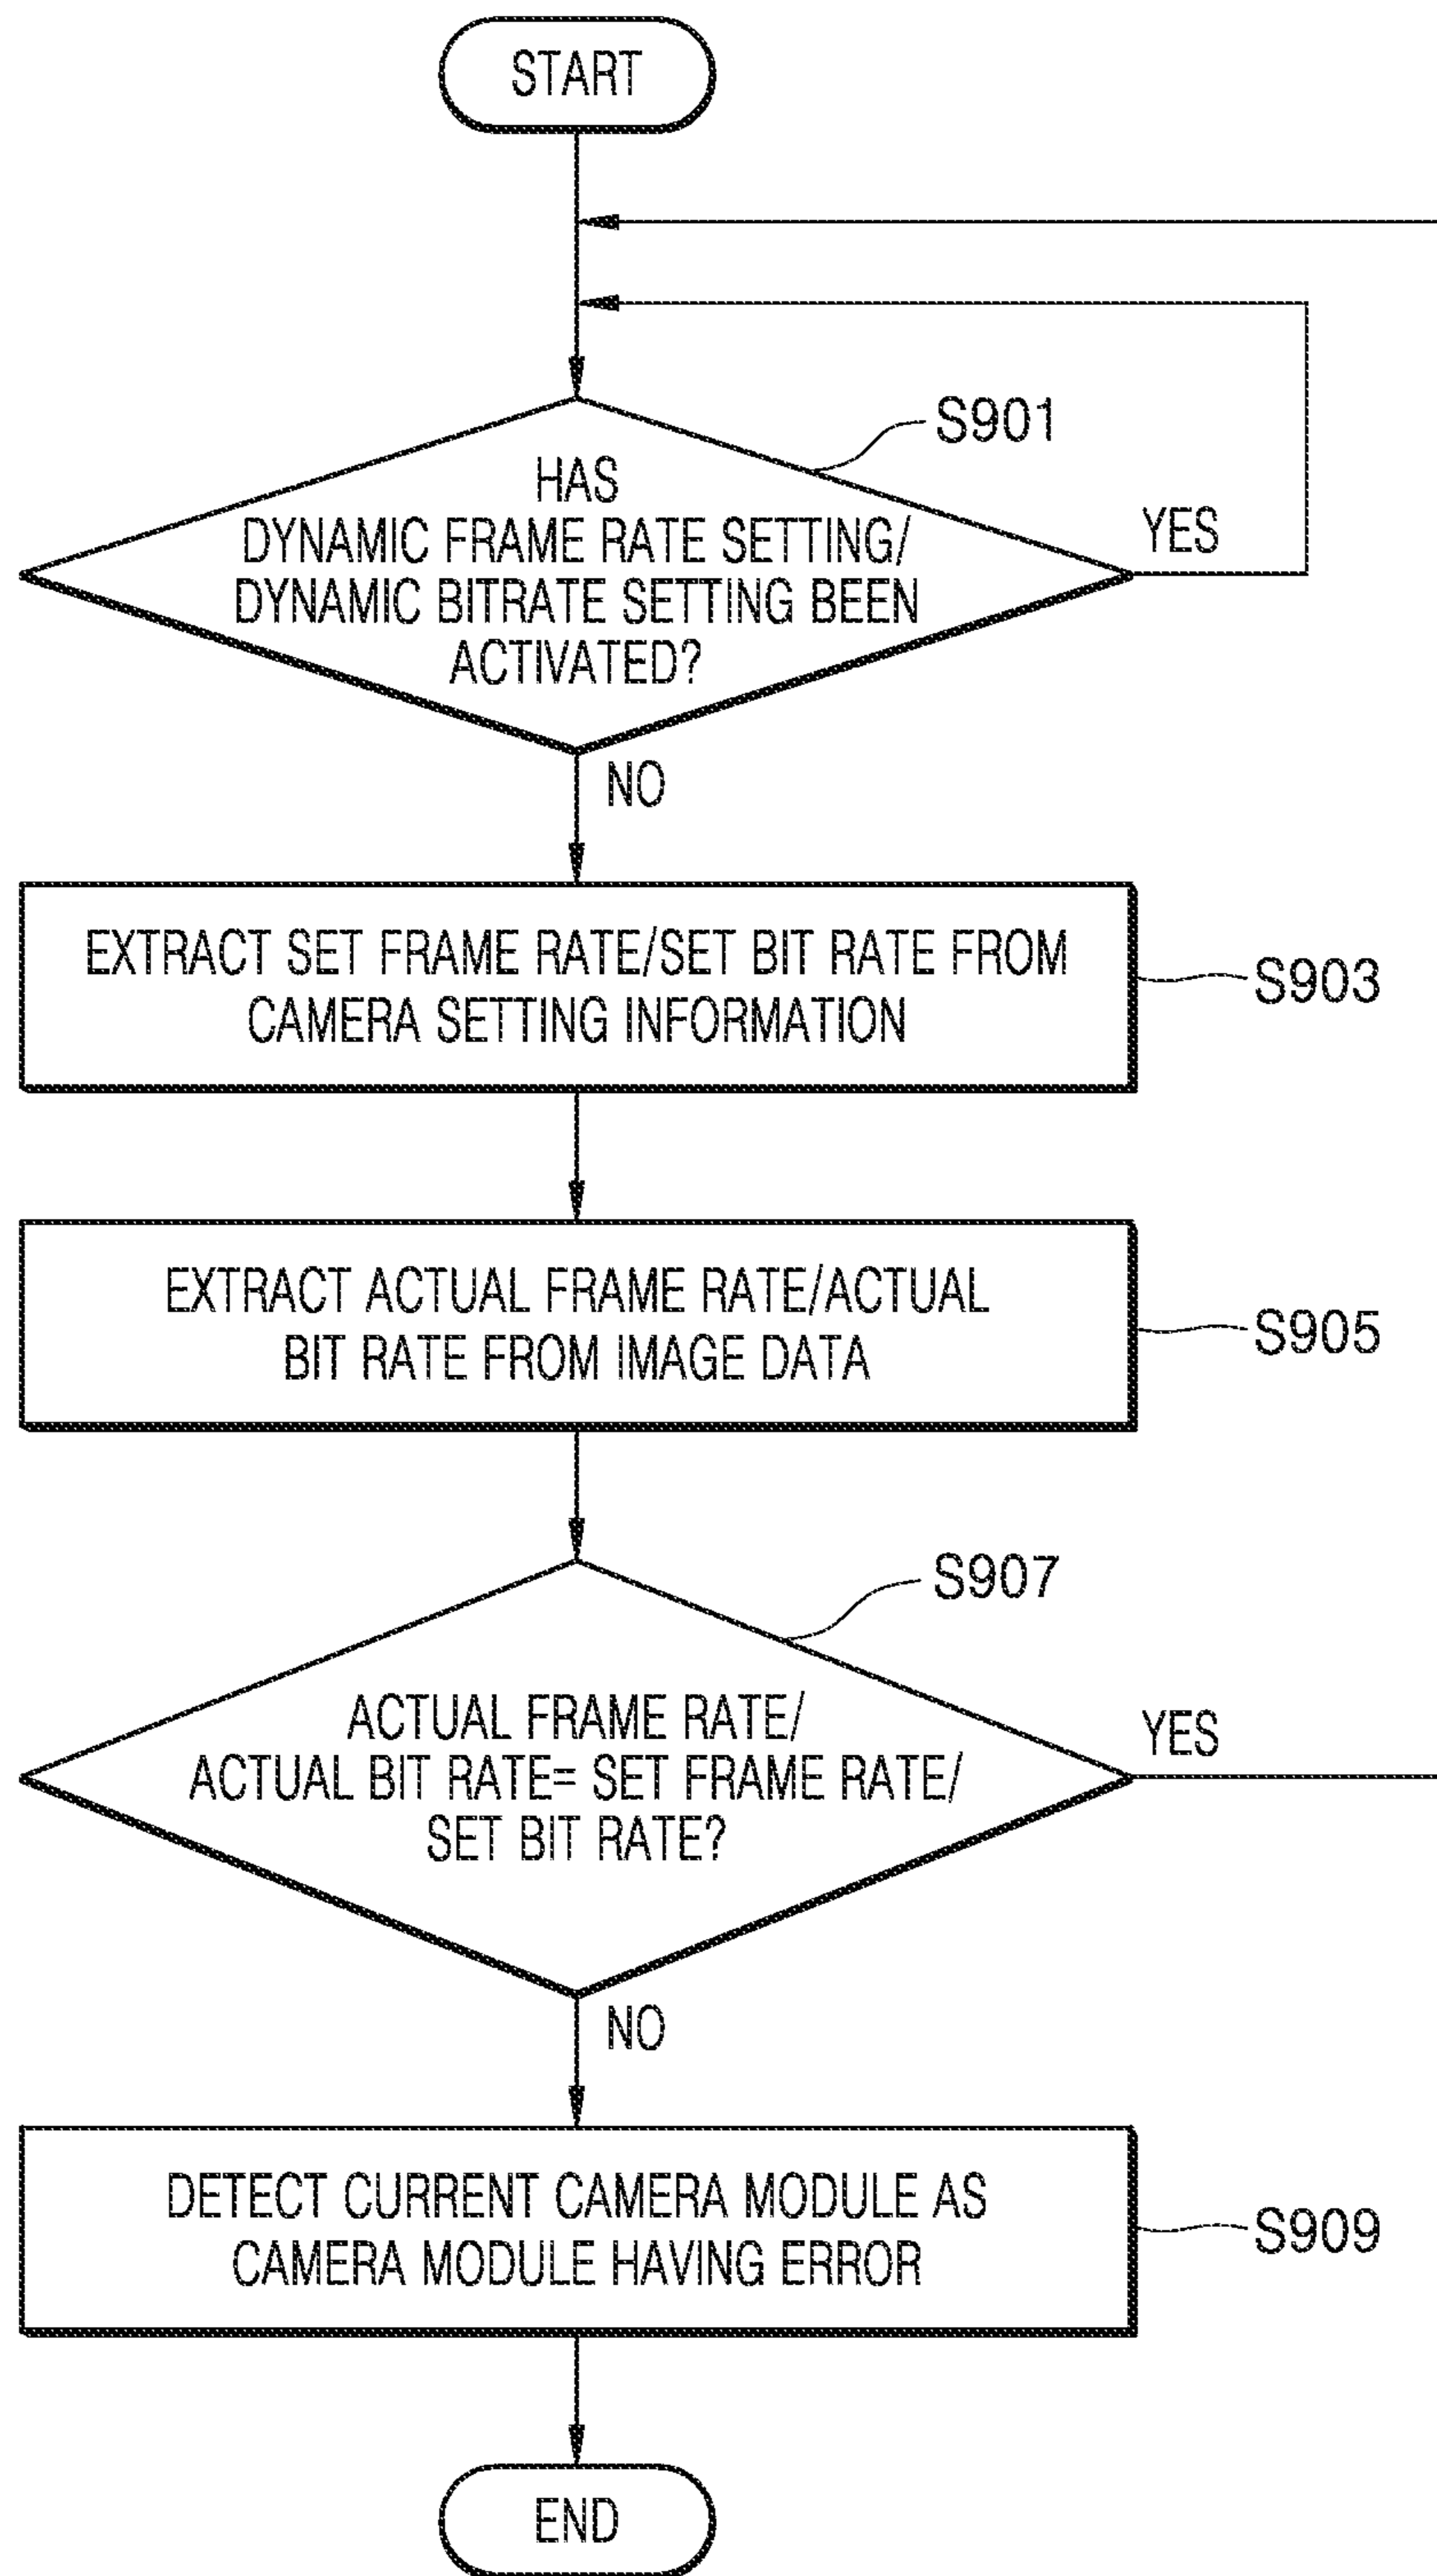 START
S901
HAS
DYNAMIC FRAME RATE SETTING/
DYNAMIC BITRATE SETTING BEEN
ACTIVATED?
YES
NO
EXTRACT SET FRAME RATE/SET BIT RATE FROM
CAMERA SETTING INFORMATION
S903
EXTRACT ACTUAL FRAME RATE/ACTUAL
BIT RATE FROM IMAGE DATA
S905
S907
ACTUAL FRAME RATE/
ACTUAL BIT RATE= SET FRAME RATE/
SET BIT RATE?
YES
NO
DETECT CURRENT CAMERA MODULE AS
CAMERA MODULE HAVING ERROR
S909
END